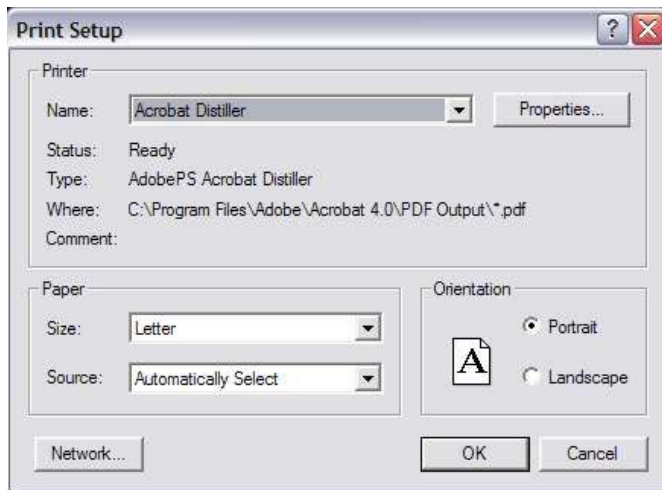 Print Setup
Printer
Name: Acrobat Distiller Properties...
Status: Ready
Type: AdobePS Acrobat Distiller
Where: C:\Program Files\Adobe\Acrobat 4.0\PDF Output\*.pdf
Comment:
Paper
Size: Letter
Source: Automatically Select
Orientation
A
Portrait
Landscape
Network... OK Cancel